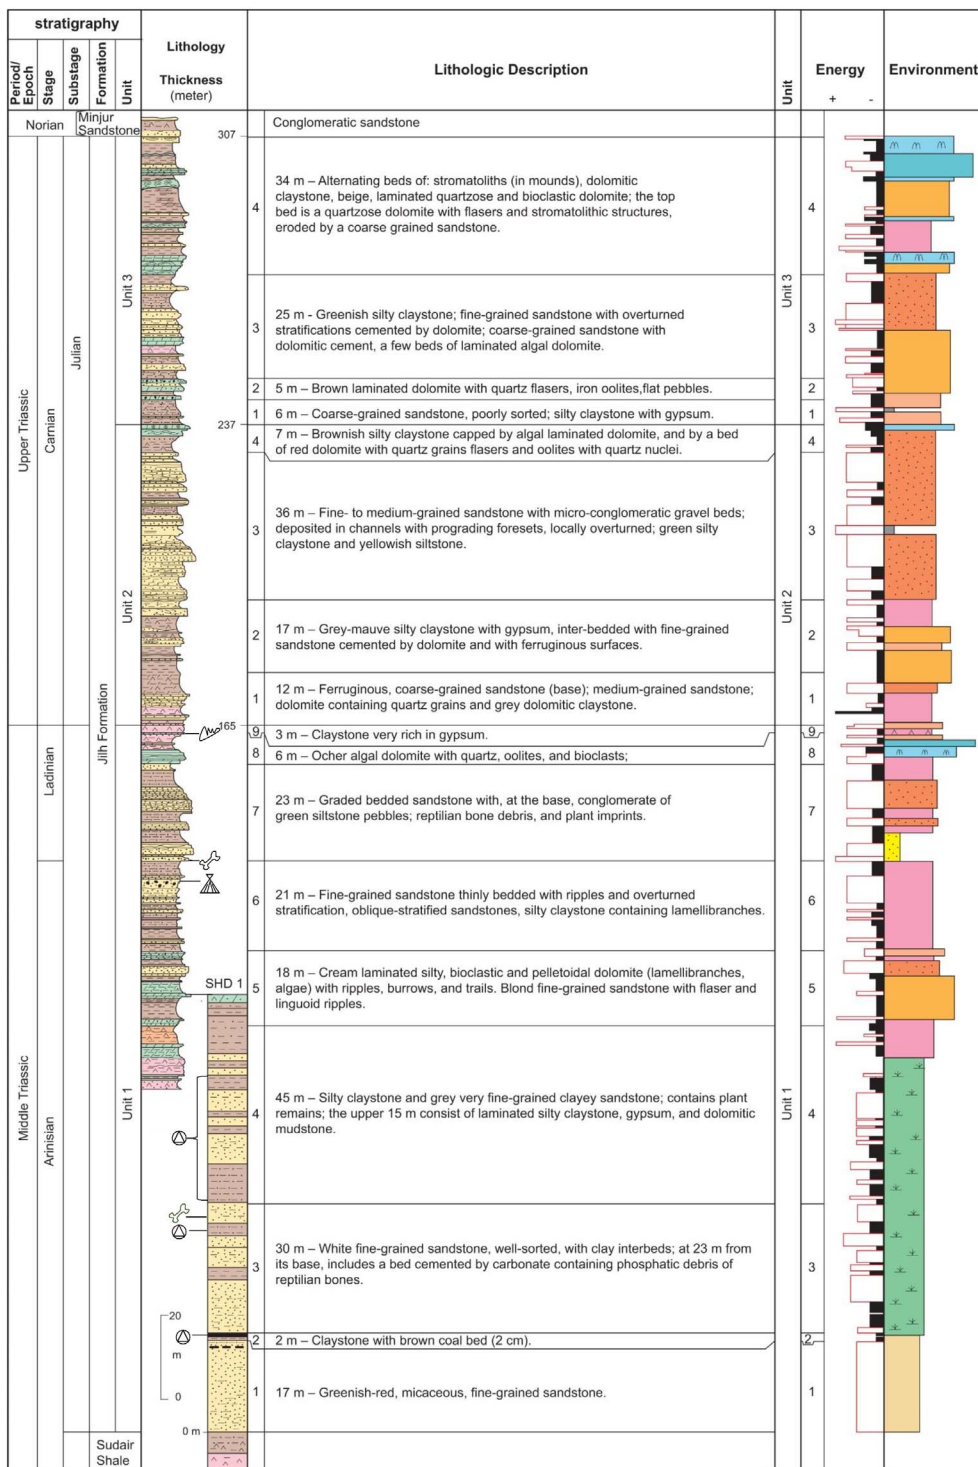 stratigraphy
Period/
Epoch
Stage
Substage
Formation
Unit
Lithology
Thickness
(meter)
Lithologic Description
Unit
Energy
+ -
Environment
Norian
Minjur
Sandstone
Conglomeratic sandstone
307
Upper Triassic
Carnian
Julian
Unit 3
4
34 m – Alternating beds of: stromatoliths (in mounds), dolomitic
claystone, beige, laminated quartzose and bioclastic dolomite; the top
bed is a quartzose dolomite with flasers and stromatolithic structures,
eroded by a coarse grained sandstone.
4
Unit 3
3
25 m - Greenish silty claystone; fine-grained sandstone with overturned
stratifications cemented by dolomite; coarse-grained sandstone with
dolomitic cement, a few beds of laminated algal dolomite.
3
2
5 m – Brown laminated dolomite with quartz flasers, iron oolites,flat pebbles.
2
1
6 m – Coarse-grained sandstone, poorly sorted; silty claystone with gypsum.
1
237
4
7 m – Brownish silty claystone capped by algal laminated dolomite, and by a bed
of red dolomite with quartz grains flasers and oolites with quartz nuclei.
4
Unit 2
3
36 m – Fine- to medium-grained sandstone with micro-conglomeratic gravel beds;
deposited in channels with prograding foresets, locally overturned; green silty
claystone and yellowish siltstone.
3
Unit 2
2
17 m – Grey-mauve silty claystone with gypsum, inter-bedded with fine-grained
sandstone cemented by dolomite and with ferruginous surfaces.
2
1
12 m – Ferruginous, coarse-grained sandstone (base); medium-grained sandstone;
dolomite containing quartz grains and grey dolomitic claystone.
1
Jilh Formation
165
Middle Triassic
Ladinian
9
3 m – Claystone very rich in gypsum.
9
8
6 m – Ocher algal dolomite with quartz, oolites, and bioclasts;
8
7
23 m – Graded bedded sandstone with, at the base, conglomerate of
green siltstone pebbles; reptilian bone debris, and plant imprints.
7
Arinisian
Unit 1
6
21 m – Fine-grained sandstone thinly bedded with ripples and overturned
stratification, oblique-stratified sandstones, silty claystone containing lamellibranches.
6
SHD 1
5
18 m – Cream laminated silty, bioclastic and pelletoidal dolomite (lamellibranches,
algae) with ripples, burrows, and trails. Blond fine-grained sandstone with flaser and
linguoid ripples.
5
Unit 1
4
45 m – Silty claystone and grey very fine-grained clayey sandstone; contains plant
remains; the upper 15 m consist of laminated silty claystone, gypsum, and dolomitic
mudstone.
4
3
30 m – White fine-grained sandstone, well-sorted, with clay interbeds; at 23 m from
its base, includes a bed cemented by carbonate containing phosphatic debris of
reptilian bones.
3
20
m
0
2
2 m – Claystone with brown coal bed (2 cm).
2
1
17 m – Greenish-red, micaceous, fine-grained sandstone.
1
0 m
Sudair
Shale